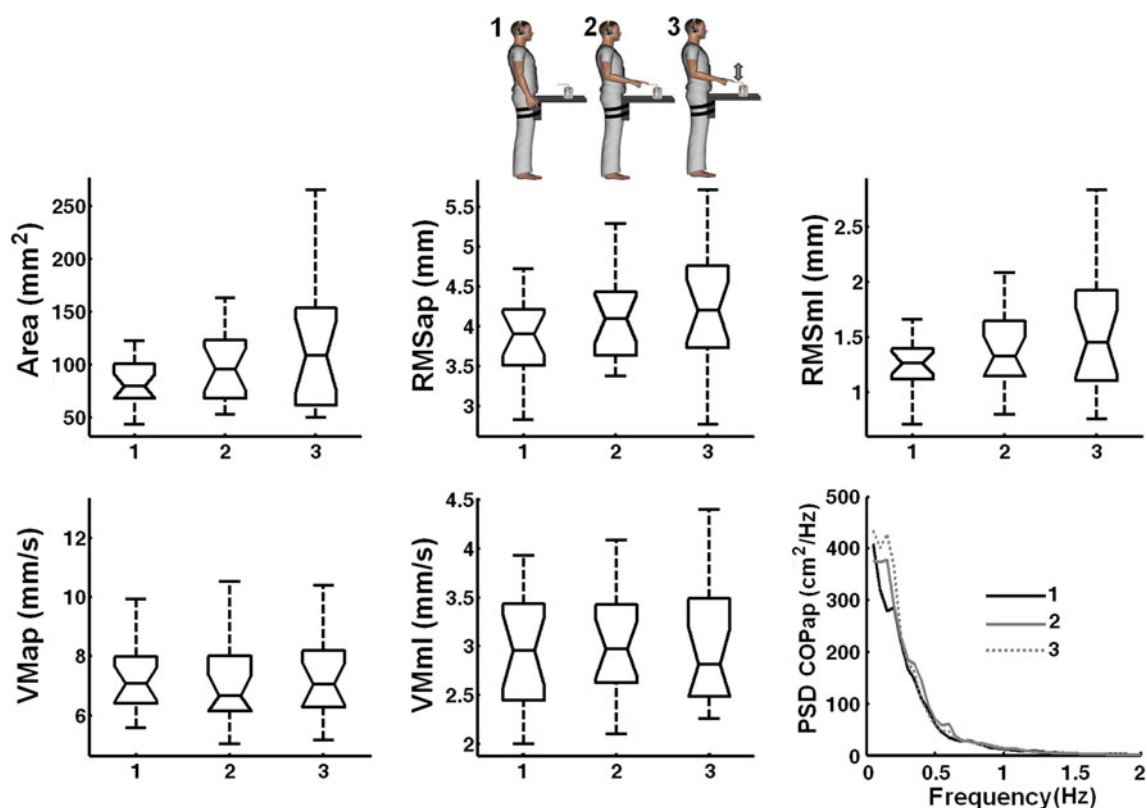 1 2 3
Area (mm²)
250
200
150
100
50
1 2 3
RMSap (mm)
5.5
5
4.5
4
3.5
3
1 2 3
RMSml (mm)
2.5
2
1.5
1
1 2 3
VMap (mm/s)
12
10
8
6
1 2 3
VMml (mm/s)
4.5
4
3.5
3
2.5
2
1 2 3
PSD COPap (cm²/Hz)
500
400
300
200
100
0
1
2
3
0 0.5 1 1.5 2
Frequency(Hz)